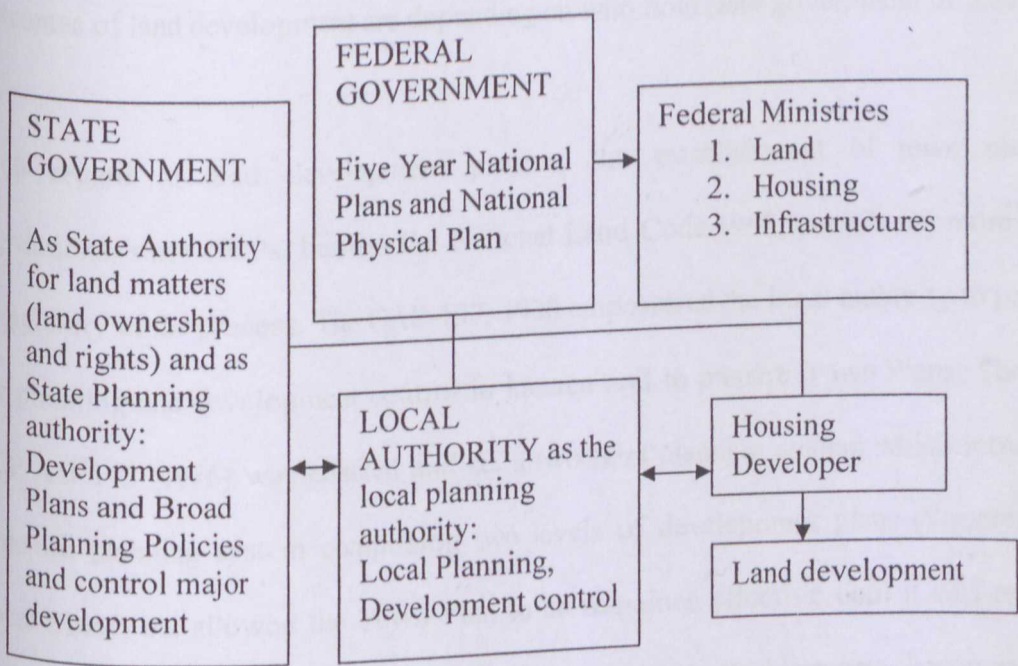 FEDERAL
GOVERNMENT
Five Year National
Plans and National
Physical Plan
STATE
GOVERNMENT
As State Authority
for land matters
(land ownership
and rights) and as
State Planning
authority:
Development
Plans and Broad
Planning Policies
and control major
development
Federal Ministries
1. Land
2. Housing
3. Infrastructures
LOCAL
AUTHORITY as the
local planning
authority:
Local Planning,
Development control
Housing
Developer
Land development